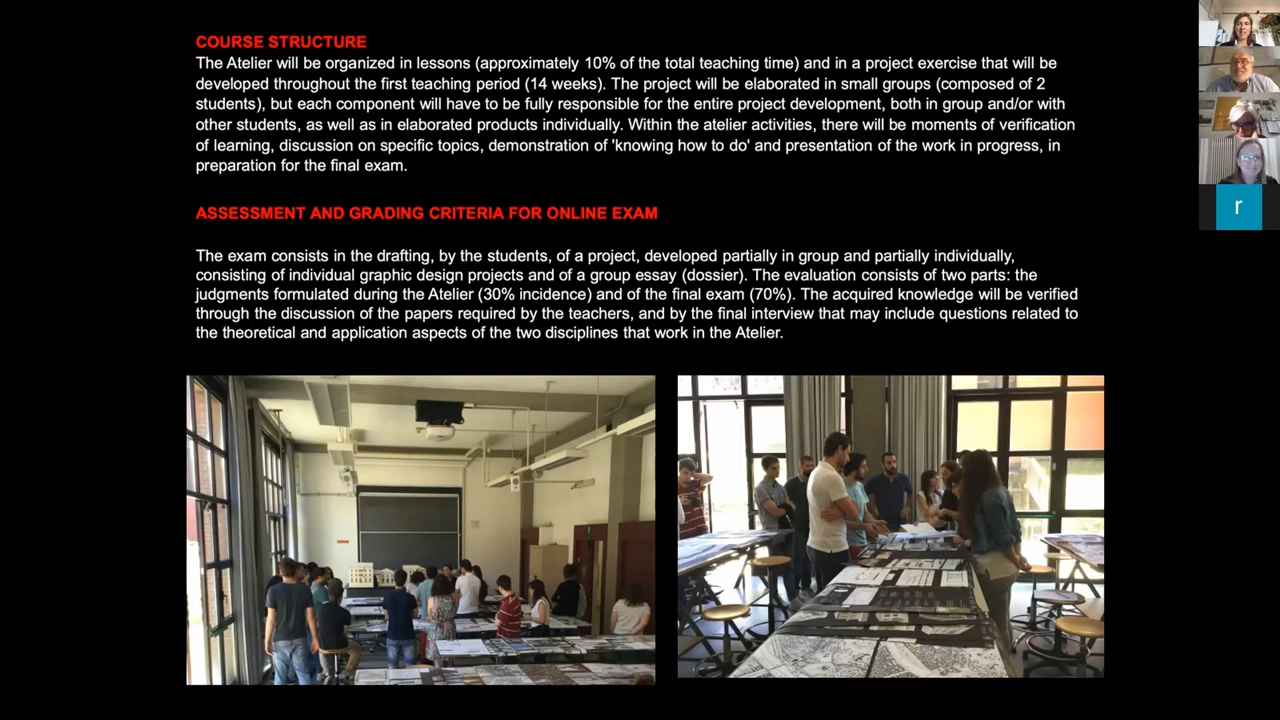 COURSE STRUCTURE
The Atelier will be organized in lessons (approximately 10% of the total teaching time) and in a project exercise that will be
developed throughout the first teaching period (14 weeks). The project will be elaborated in small groups (composed of 2
students), but each component will have to be fully responsible for the entire project development, both in group and/or with
other students, as well as in elaborated products individually. Within the atelier activities, there will be moments of verification
of learning, discussion on specific topics, demonstration of 'knowing how to do' and presentation of the work in progress, in
preparation for the final exam.
ASSESSMENT AND GRADING CRITERIA FOR ONLINE EXAM
The exam consists in the drafting, by the students, of a project, developed partially in group and partially individually,
consisting of individual graphic design projects and of a group essay (dossier). The evaluation consists of two parts: the
judgments formulated during the Atelier (30% incidence) and of the final exam (70%). The acquired knowledge will be verified
through the discussion of the papers required by the teachers, and by the final interview that may include questions related to
the theoretical and application aspects of the two disciplines that work in the Atelier.
r